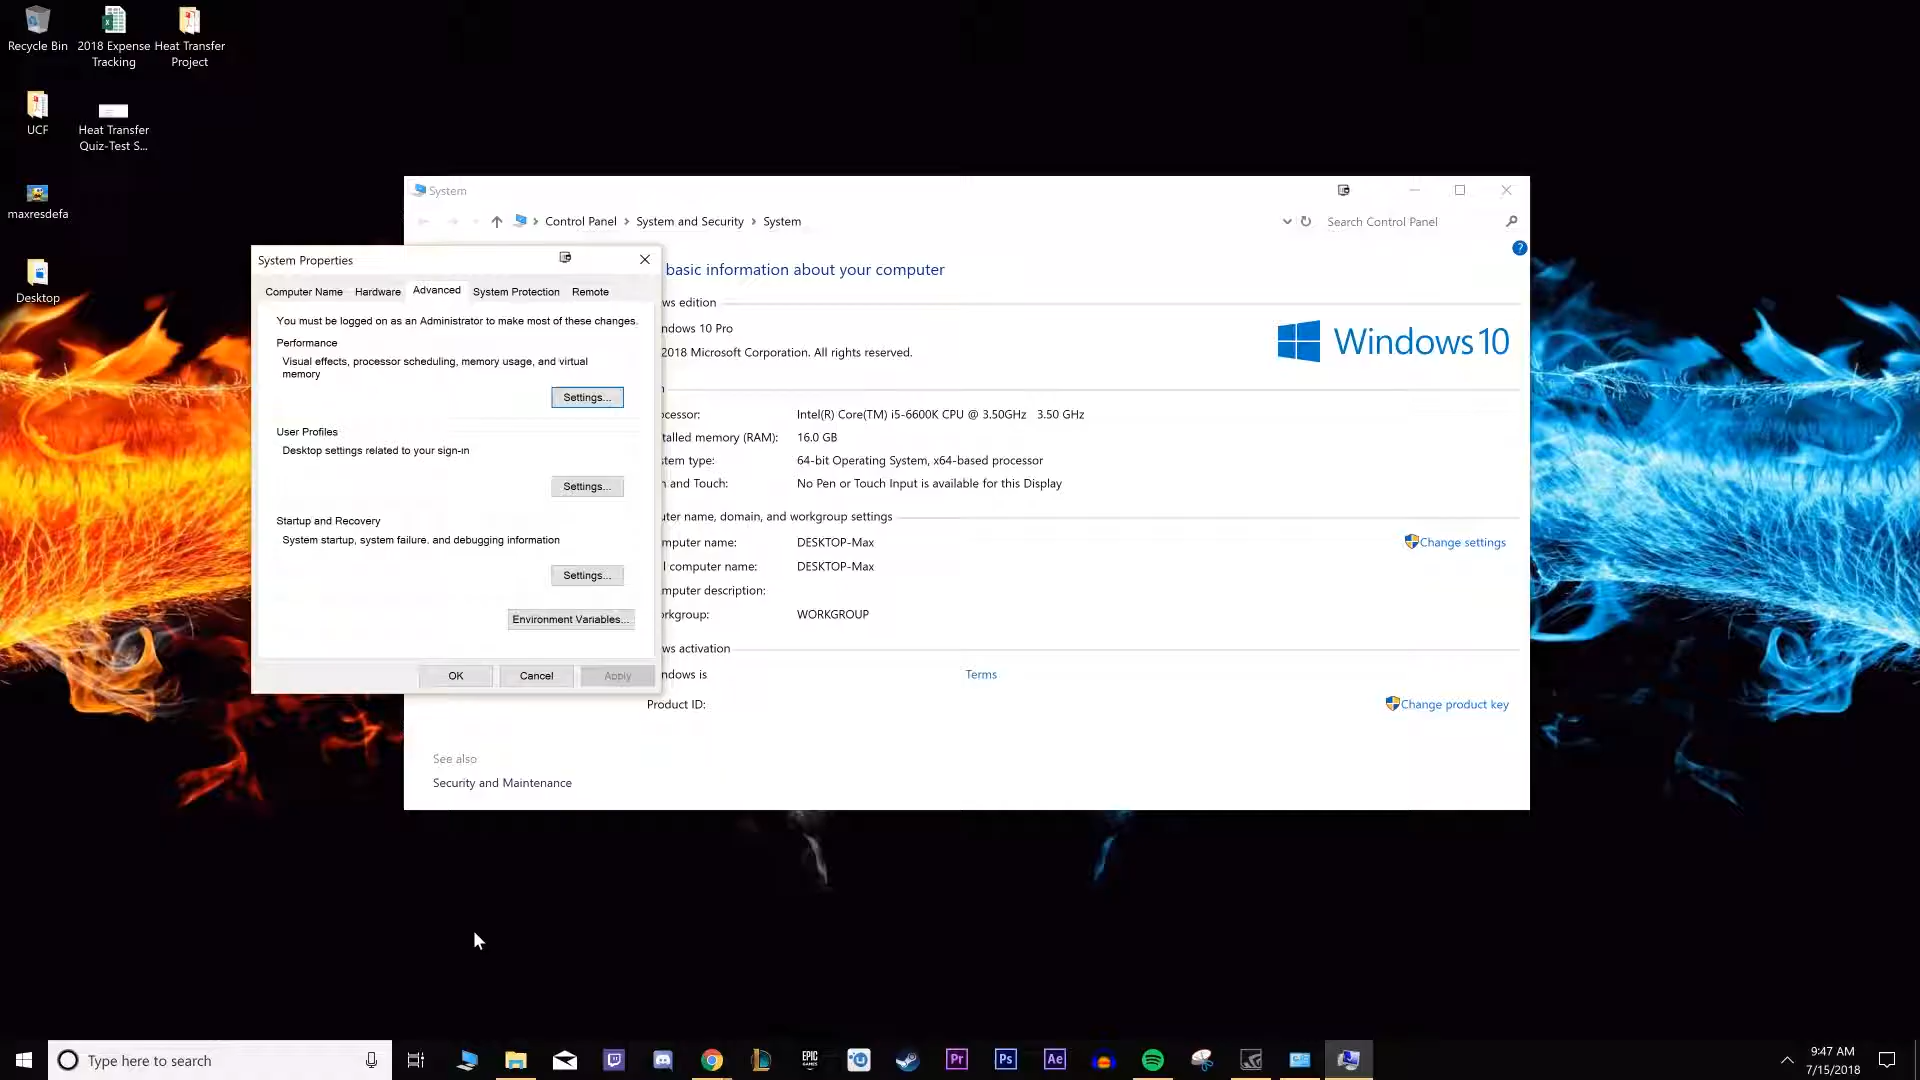 Recycle Bin
2018 Expense
Tracking
Heat Transfer
Project
UCF
Heat Transfer
Quiz-Test S...
maxresdefa
Desktop
System
Control Panel
System and Security
System
Search Control Panel
?
basic information about your computer
ws edition
ndows 10 Pro
2018 Microsoft Corporation. All rights reserved.
Windows 10
cessor: Intel(R) Core(TM) i5-6600K CPU @ 3.50GHz 3.50 GHz
talled memory (RAM): 16.0 GB
tem type: 64-bit Operating System, x64-based processor
n and Touch: No Pen or Touch Input is available for this Display
uter name, domain, and workgroup settings
mputer name: DESKTOP-Max
Change settings
l computer name: DESKTOP-Max
mputer description:
orkgroup: WORKGROUP
ws activation
ndows is Terms
Product ID:
Change product key
See also
Security and Maintenance
System Properties
Computer Name Hardware Advanced System Protection Remote
You must be logged on as an Administrator to make most of these changes.
Performance
Visual effects, processor scheduling, memory usage, and virtual
memory
Settings...
User Profiles
Desktop settings related to your sign-in
Settings...
Startup and Recovery
System startup, system failure, and debugging information
Settings...
Environment Variables...
OK Cancel Apply
Type here to search
EPIC
GAMES
Pr
Ps
Ae
9:47 AM
7/15/2018